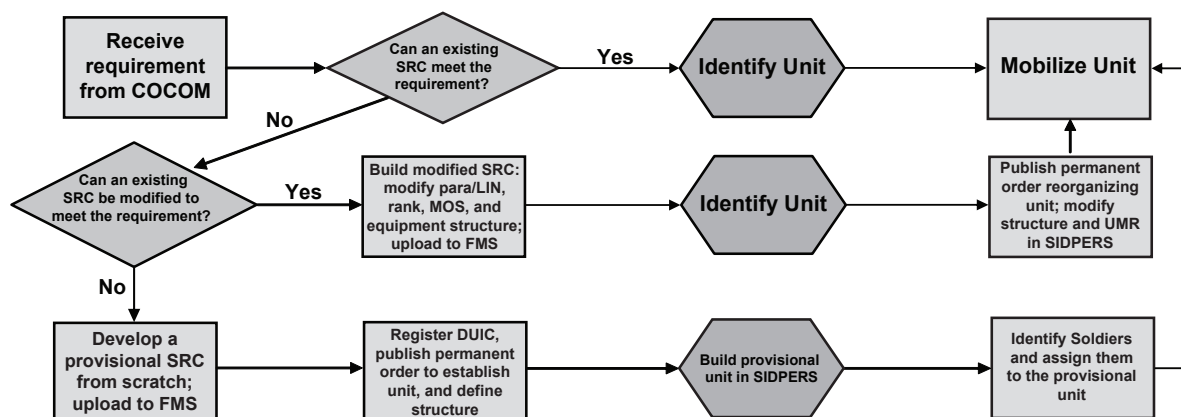 Receive
requirement
from COCOM
Can an existing
SRC meet the
requirement?
Yes
Identify Unit
Mobilize Unit
No
Can an existing
SRC be modified to
meet the requirement?
Yes
Build modified SRC:
modify para/LIN,
rank, MOS, and
equipment structure;
upload to FMS
Identify Unit
Publish permanent
order reorganizing
unit; modify
structure and UMR
in SIDPERS
No
Develop a
provisional SRC
from scratch;
upload to FMS
Register DUIC,
publish permanent
order to establish
unit, and define
structure
Build provisional
unit in SIDPERS
Identify Soldiers
and assign them
to the provisional
unit